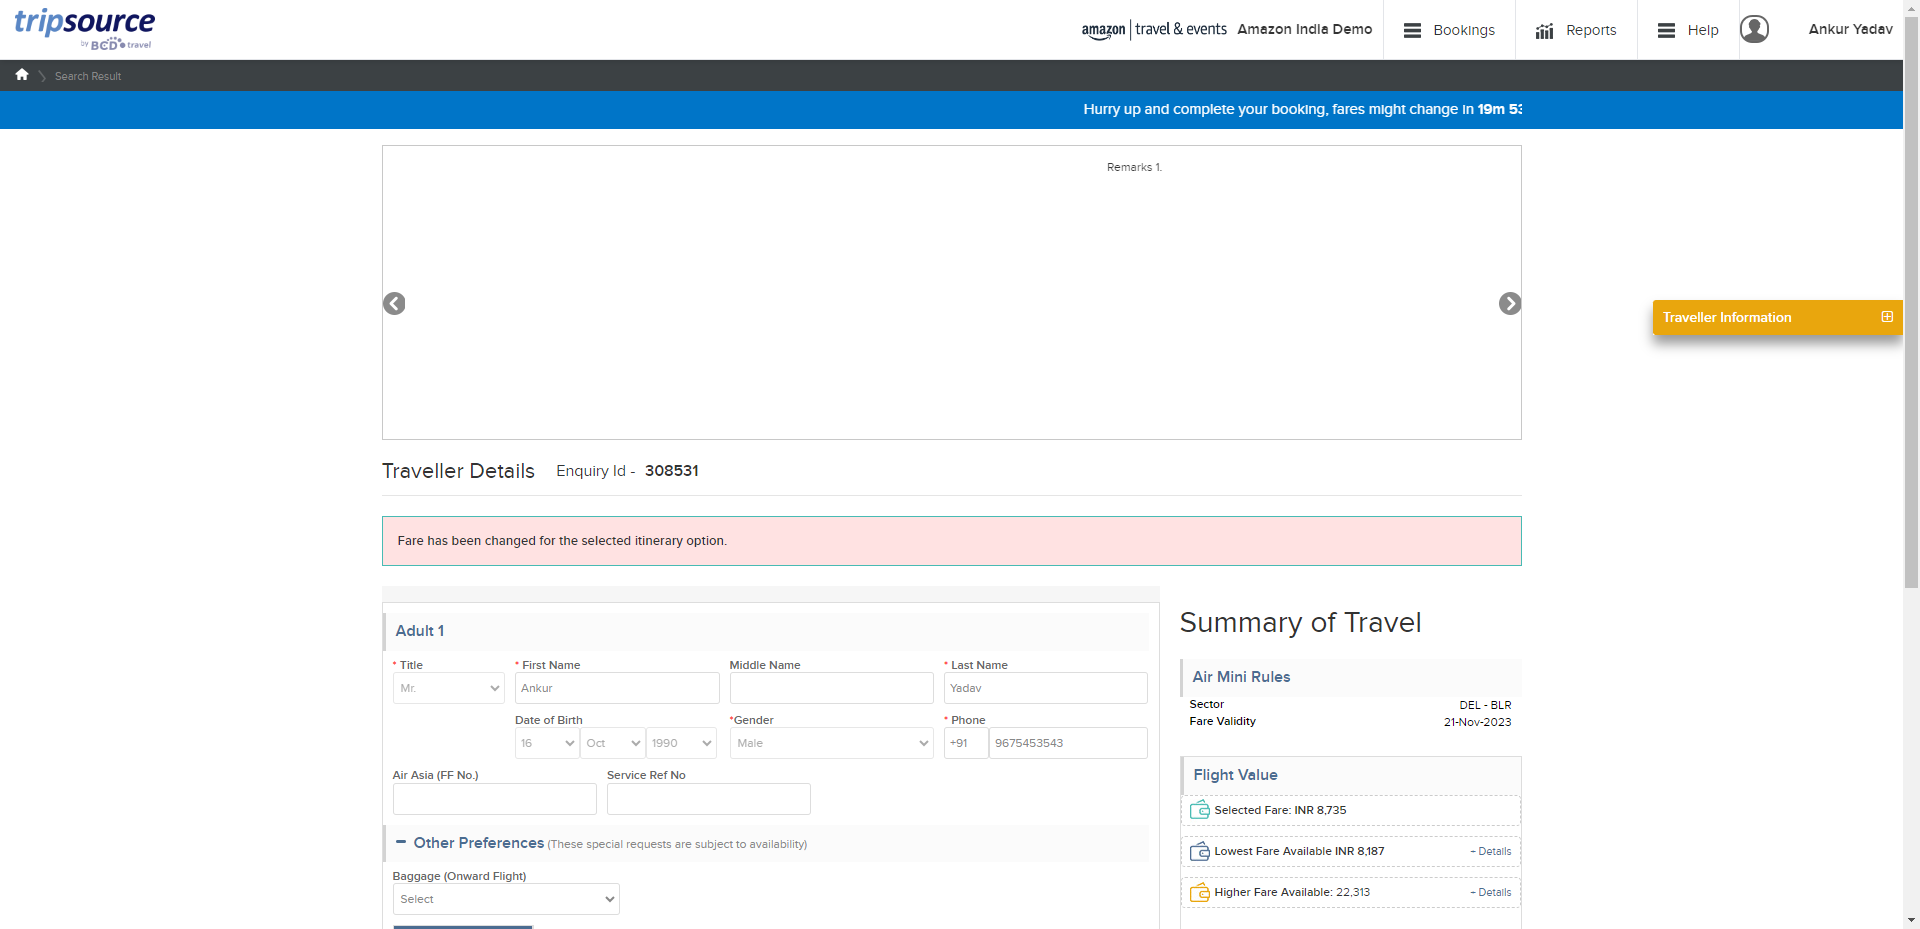 tripsource
by BCD travel
amazon travel & events Amazon India Demo
Bookings
Reports
Help
Ankur Yadav
Search Result
Hurry up and complete your booking, fares might change in 19m
Remarks 1.
Traveller Information
Traveller Details Enquiry Id - 308531
Fare has been changed for the selected itinerary option.
Adult 1
* Title
* First Name
Middle Name
* Last Name
Mr.
Ankur
Yadav
Date of Birth
*Gender
* Phone
16
Oct
1990
Male
+91
9675453543
Air Asia (FF No.)
Service Ref No
− Other Preferences (These special requests are subject to availability)
Baggage (Onward Flight)
Select
Summary of Travel
Air Mini Rules
Sector DEL - BLR
Fare Validity 21-Nov-2023
Flight Value
Selected Fare: INR 8,735
Lowest Fare Available INR 8,187 + Details
Higher Fare Available: 22,313 + Details